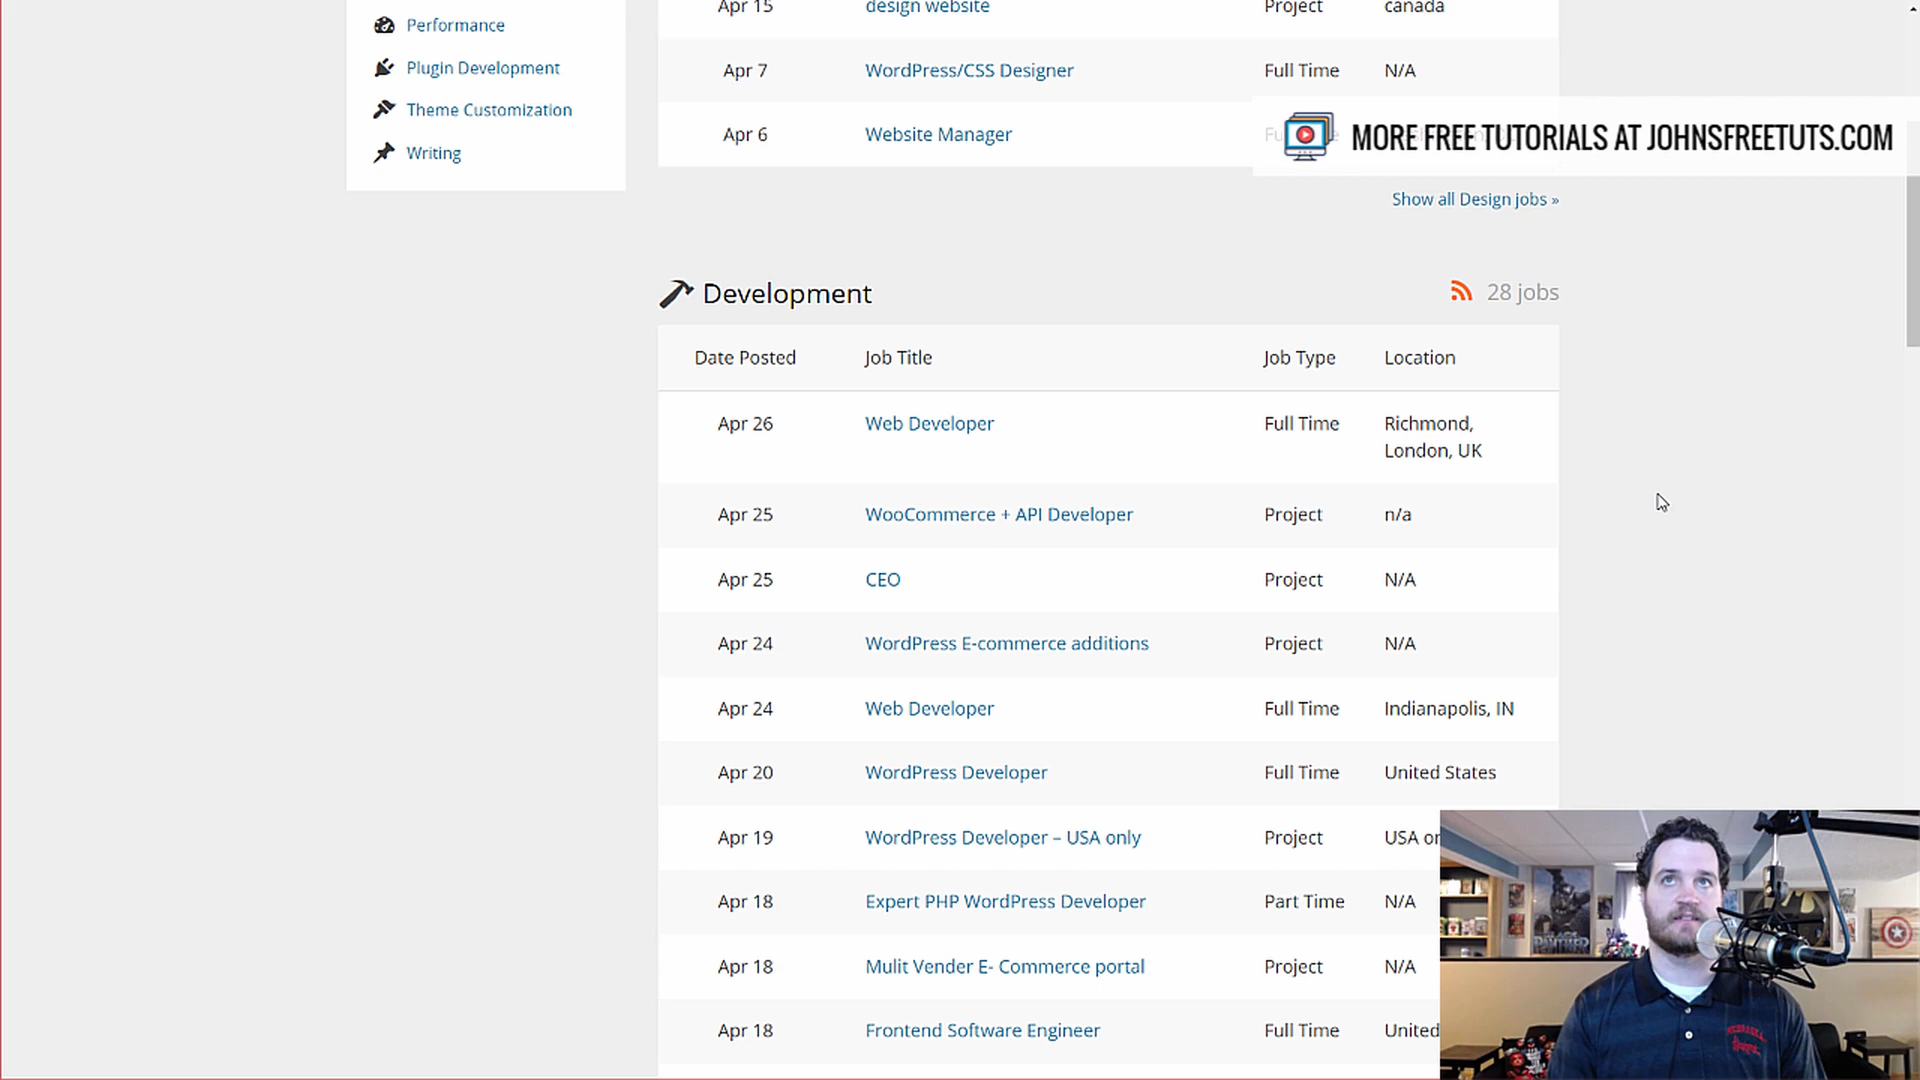 Performance
Plugin Development
Theme Customization
Writing
Apr 15 design website Project canada
Apr 7 WordPress/CSS Designer Full Time N/A
Apr 6 Website Manager
MORE FREE TUTORIALS AT JOHNSFREETUTS.COM
Show all Design jobs »
Development 28 jobs
Date Posted Job Title Job Type Location
Apr 26 Web Developer Full Time Richmond,
London, UK
Apr 25 WooCommerce + API Developer Project n/a
Apr 25 CEO Project N/A
Apr 24 WordPress E-commerce additions Project N/A
Apr 24 Web Developer Full Time Indianapolis, IN
Apr 20 WordPress Developer Full Time United States
Apr 19 WordPress Developer – USA only Project USA
Apr 18 Expert PHP WordPress Developer Part Time N/A
Apr 18 Mulit Vender E- Commerce portal Project N/A
Apr 18 Frontend Software Engineer Full Time United
BLACK
PANTHER
NEBRASKA